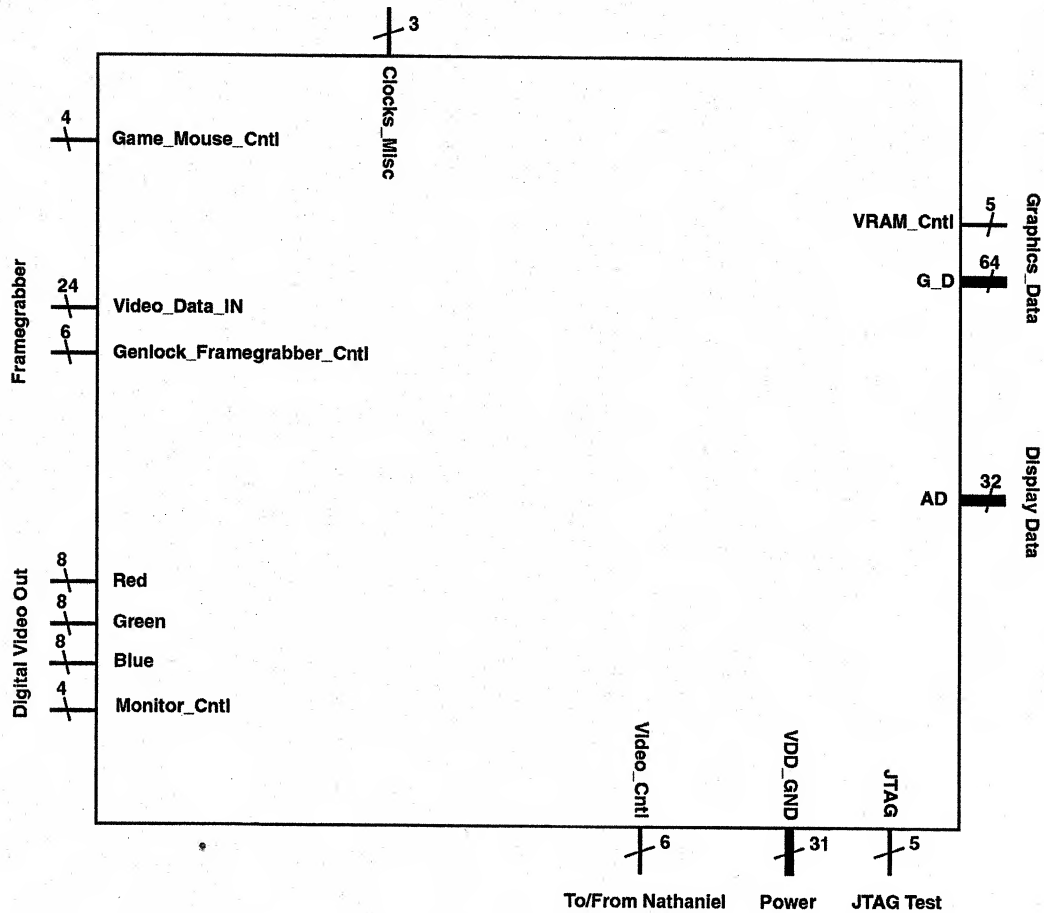 3
Clocks_Misc
4
Game_Mouse_Cntl
Framegrabber
24
Video_Data_IN
6
Genlock_Framegrabber_Cntl
Digital Video Out
8
Red
8
Green
8
Blue
4
Monitor_Cntl
VRAM_Cntl
5
G_D
64
Graphics_Data
AD
32
Display Data
Video_Cntl
6
To/From Nathaniel
VDD_GND
31
Power
JTAG
5
JTAG Test